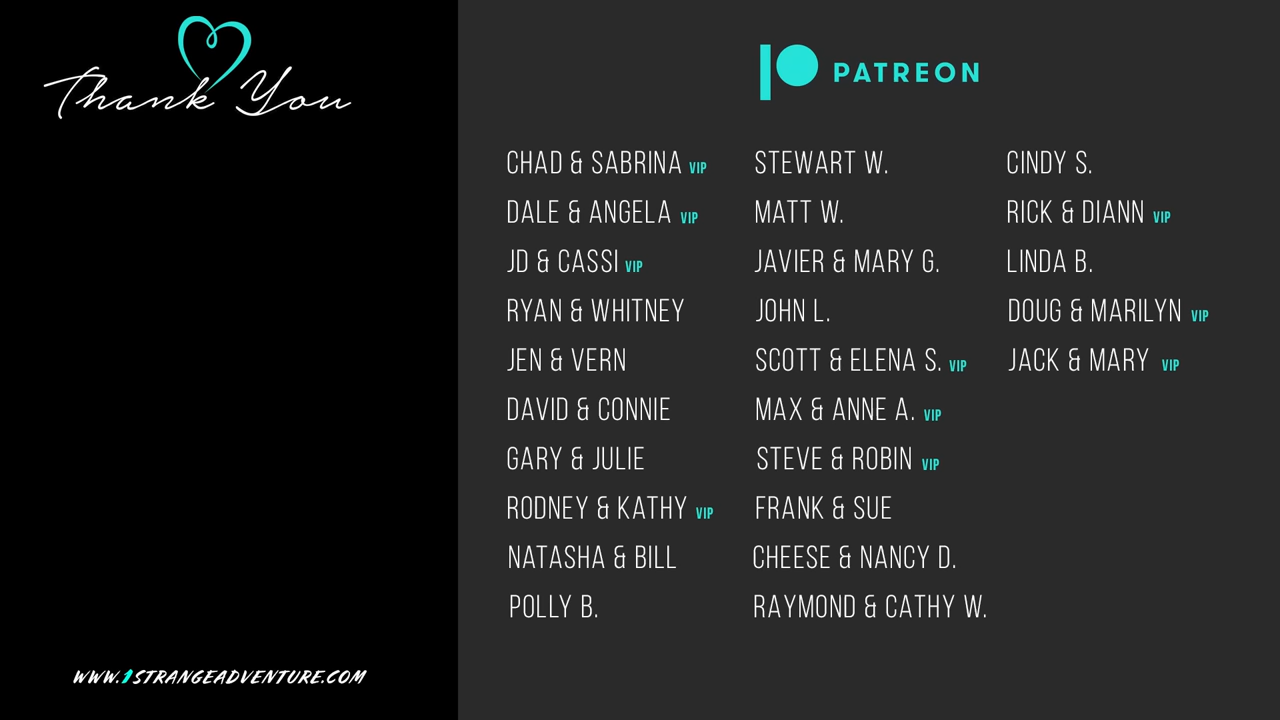 Thank You
PATREON
CHAD & SABRINA VIP
DALE & ANGELA VIP
JD & CASSI VIP
RYAN & WHITNEY
JEN & VERN
DAVID & CONNIE
GARY & JULIE
RODNEY & KATHY VIP
NATASHA & BILL
POLLY B.
STEWART W.
MATT W.
JAVIER & MARY G.
JOHN L.
SCOTT & ELENA S. VIP
MAX & ANNE A. VIP
STEVE & ROBIN VIP
FRANK & SUE
CHEESE & NANCY D.
RAYMOND & CATHY W.
CINDY S.
RICK & DIANN VIP
LINDA B.
DOUG & MARILYN VIP
JACK & MARY VIP
WWW.1STRANGEADVENTURE.COM